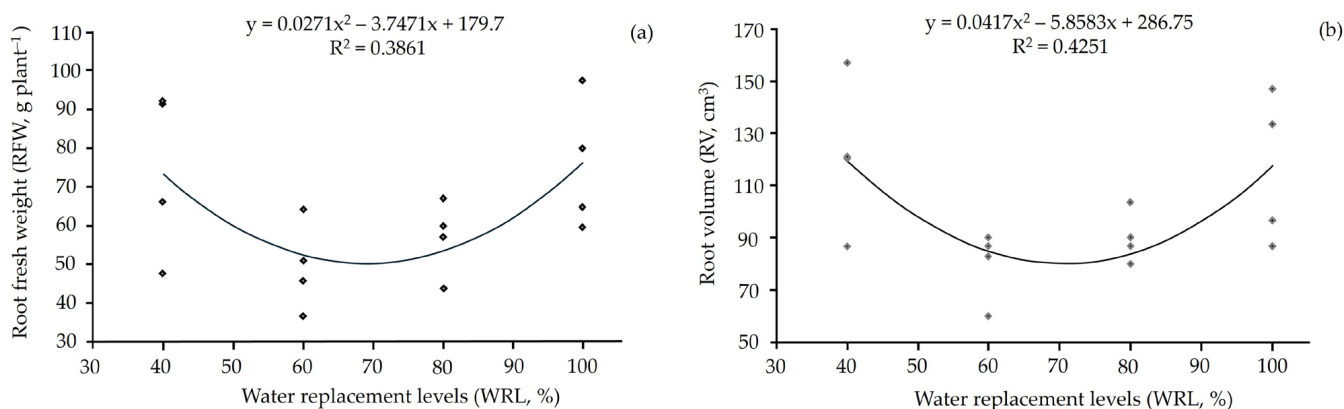 y = 0.0271x² – 3.7471x + 179.7
R² = 0.3861
(a)
Root fresh weight (RFW, g plant⁻¹)
110
100
90
80
70
60
50
40
30
30 40 50 60 70 80 90 100
Water replacement levels (WRL, %)
y = 0.0417x² – 5.8583x + 286.75
R² = 0.4251
(b)
Root volume (RV, cm³)
170
150
130
110
90
70
50
30 40 50 60 70 80 90 100
Water replacement levels (WRL, %)